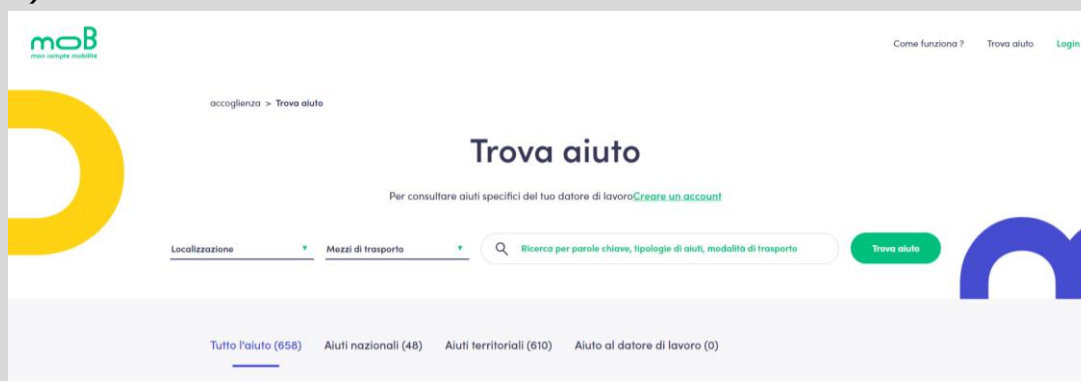 moB
mon compte mobilité
Come funziona ?
Trova aiuto
Login
accoglienza > Trova aiuto
Trova aiuto
Per consultare aiuti specifici del tuo datore di lavoroCreare un account
Localizzazione
Mezzi di trasporto
Ricerca per parole chiave, tipologie di aiuti, modalità di trasporto
Trova aiuto
Tutto l'aiuto (658)
Aiuti nazionali (48)
Aiuti territoriali (610)
Aiuto al datore di lavoro (0)